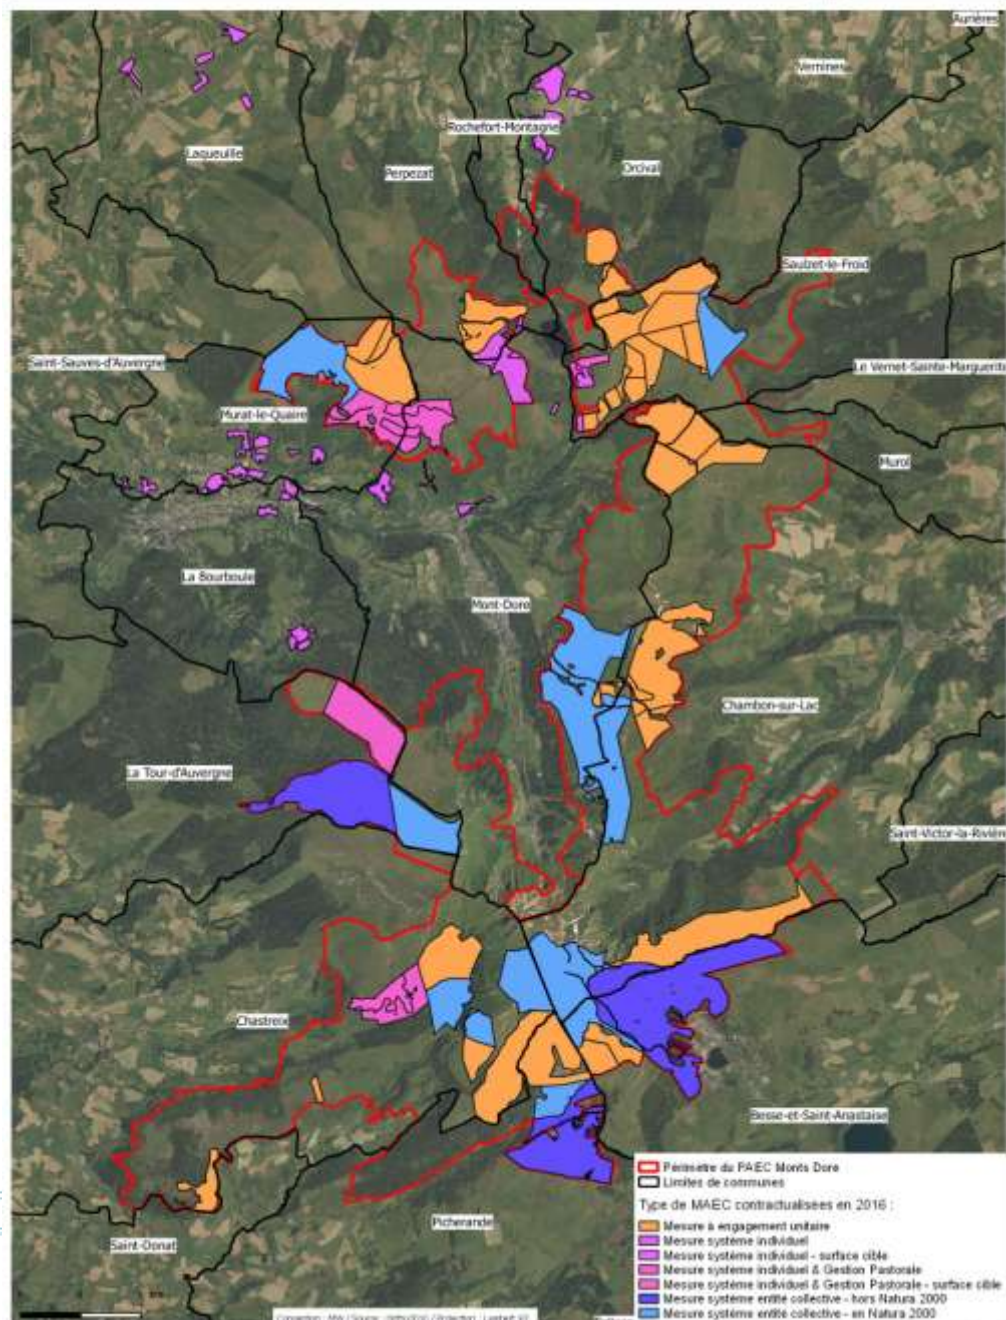 Aurières
Vernines
Rochefort-Montagne
Laqueuille
Orcival
Perpezat
Saulzet-le-Froid
Saint-Sauves-d'Auvergne
Le Vernet-Sainte-Marguerite
Murat-le-Quaire
Murol
La Bourboule
Mont-Dore
Chambon-sur-Lac
La Tour-d'Auvergne
Saint-Victor-la-Rivière
Chastreix
Besse-et-Saint-Anastaise
Picherande
Saint-Donat
Périmètre du PAEC Monts Dore
Limites de communes
Type de MAEC contractualisées en 2016 :
Mesure à engagement unitaire
Mesure système individuel
Mesure système individuel - surface cible
Mesure système individuel & Gestion Pastorale
Mesure système individuel & Gestion Pastorale - surface cible
Mesure système entité collective - hors Natura 2000
Mesure système entité collective - en Natura 2000